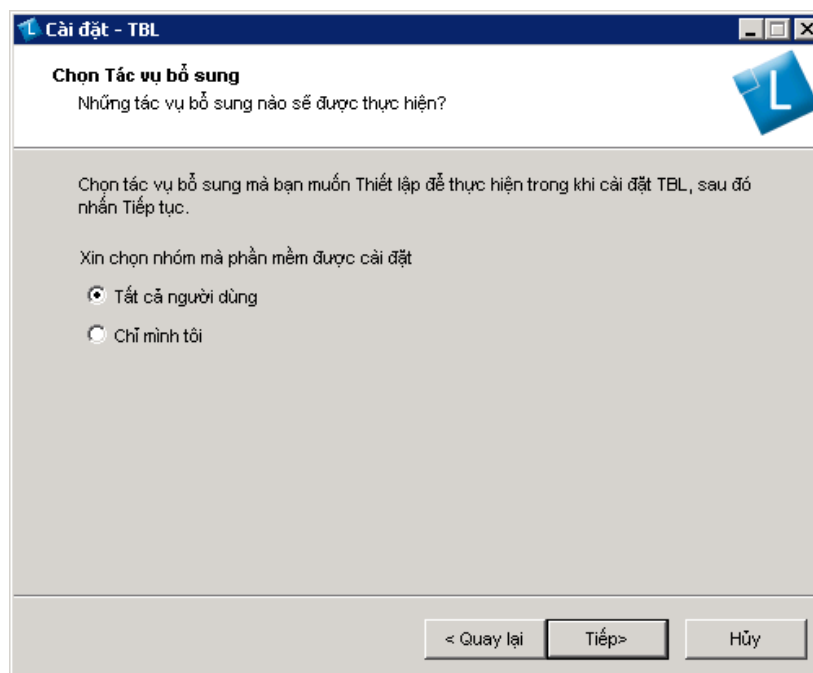 Cài đặt - TBL
Chọn Tác vụ bổ sung
Những tác vụ bổ sung nào sẽ được thực hiện?
L
Chọn tác vụ bổ sung mà bạn muốn Thiết lập để thực hiện trong khi cài đặt TBL, sau đó
nhấn Tiếp tục.
Xin chọn nhóm mà phần mềm được cài đặt
Tất cả người dùng
Chỉ mình tôi
< Quay lại
Tiếp>
Hủy